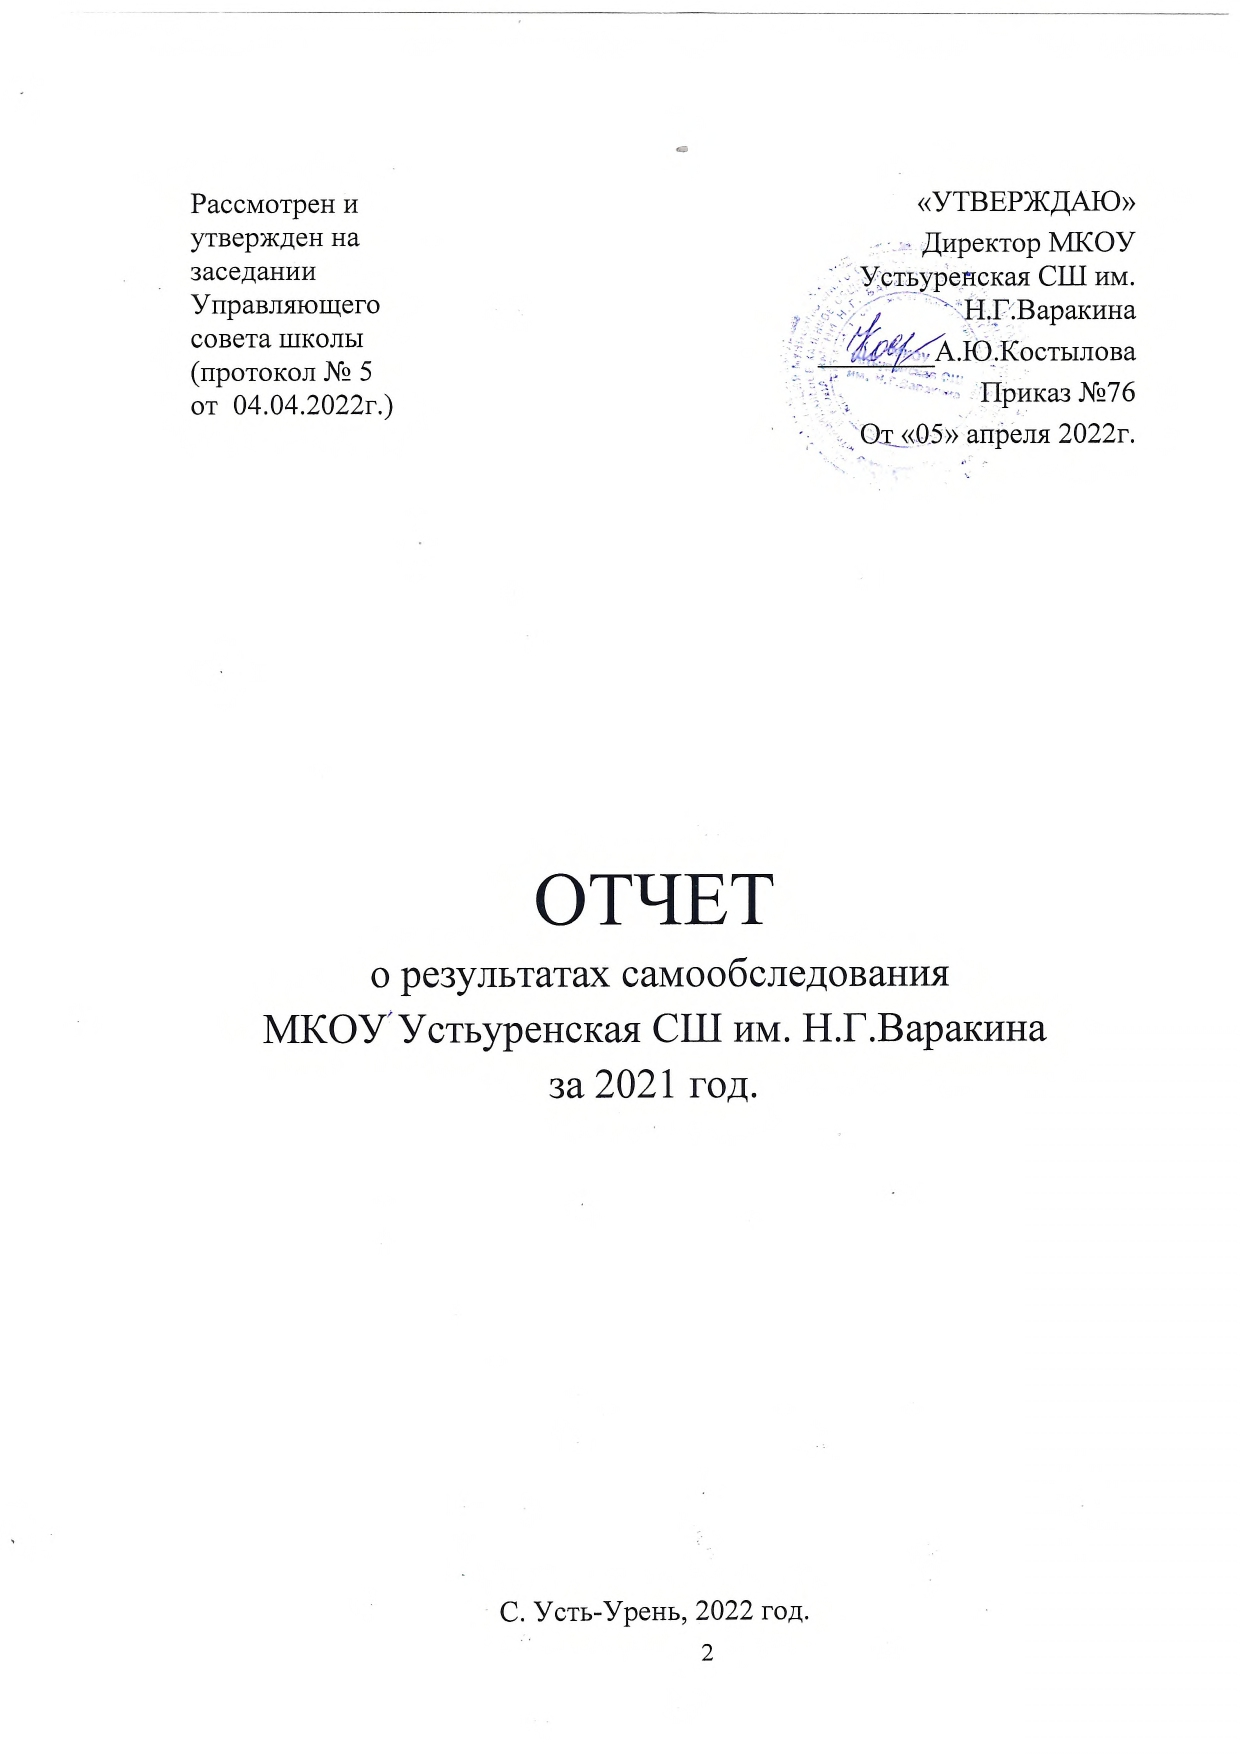 Рассмотрен и
утвержден на
заседании
Управляющего
совета школы
(протокол № 5
от 04.04.2022г.)
«УТВЕРЖДАЮ»
Директор МКОУ
Устьуренская СШ им.
Н.Г.Варакина
А.Ю.Костылова
Приказ №76
От «05» апреля 2022г.
ОТЧЕТ
о результатах самообследования
МКОУ Устьуренская СШ им. Н.Г.Варакина
за 2021 год.
С. Усть-Урень, 2022 год.
2